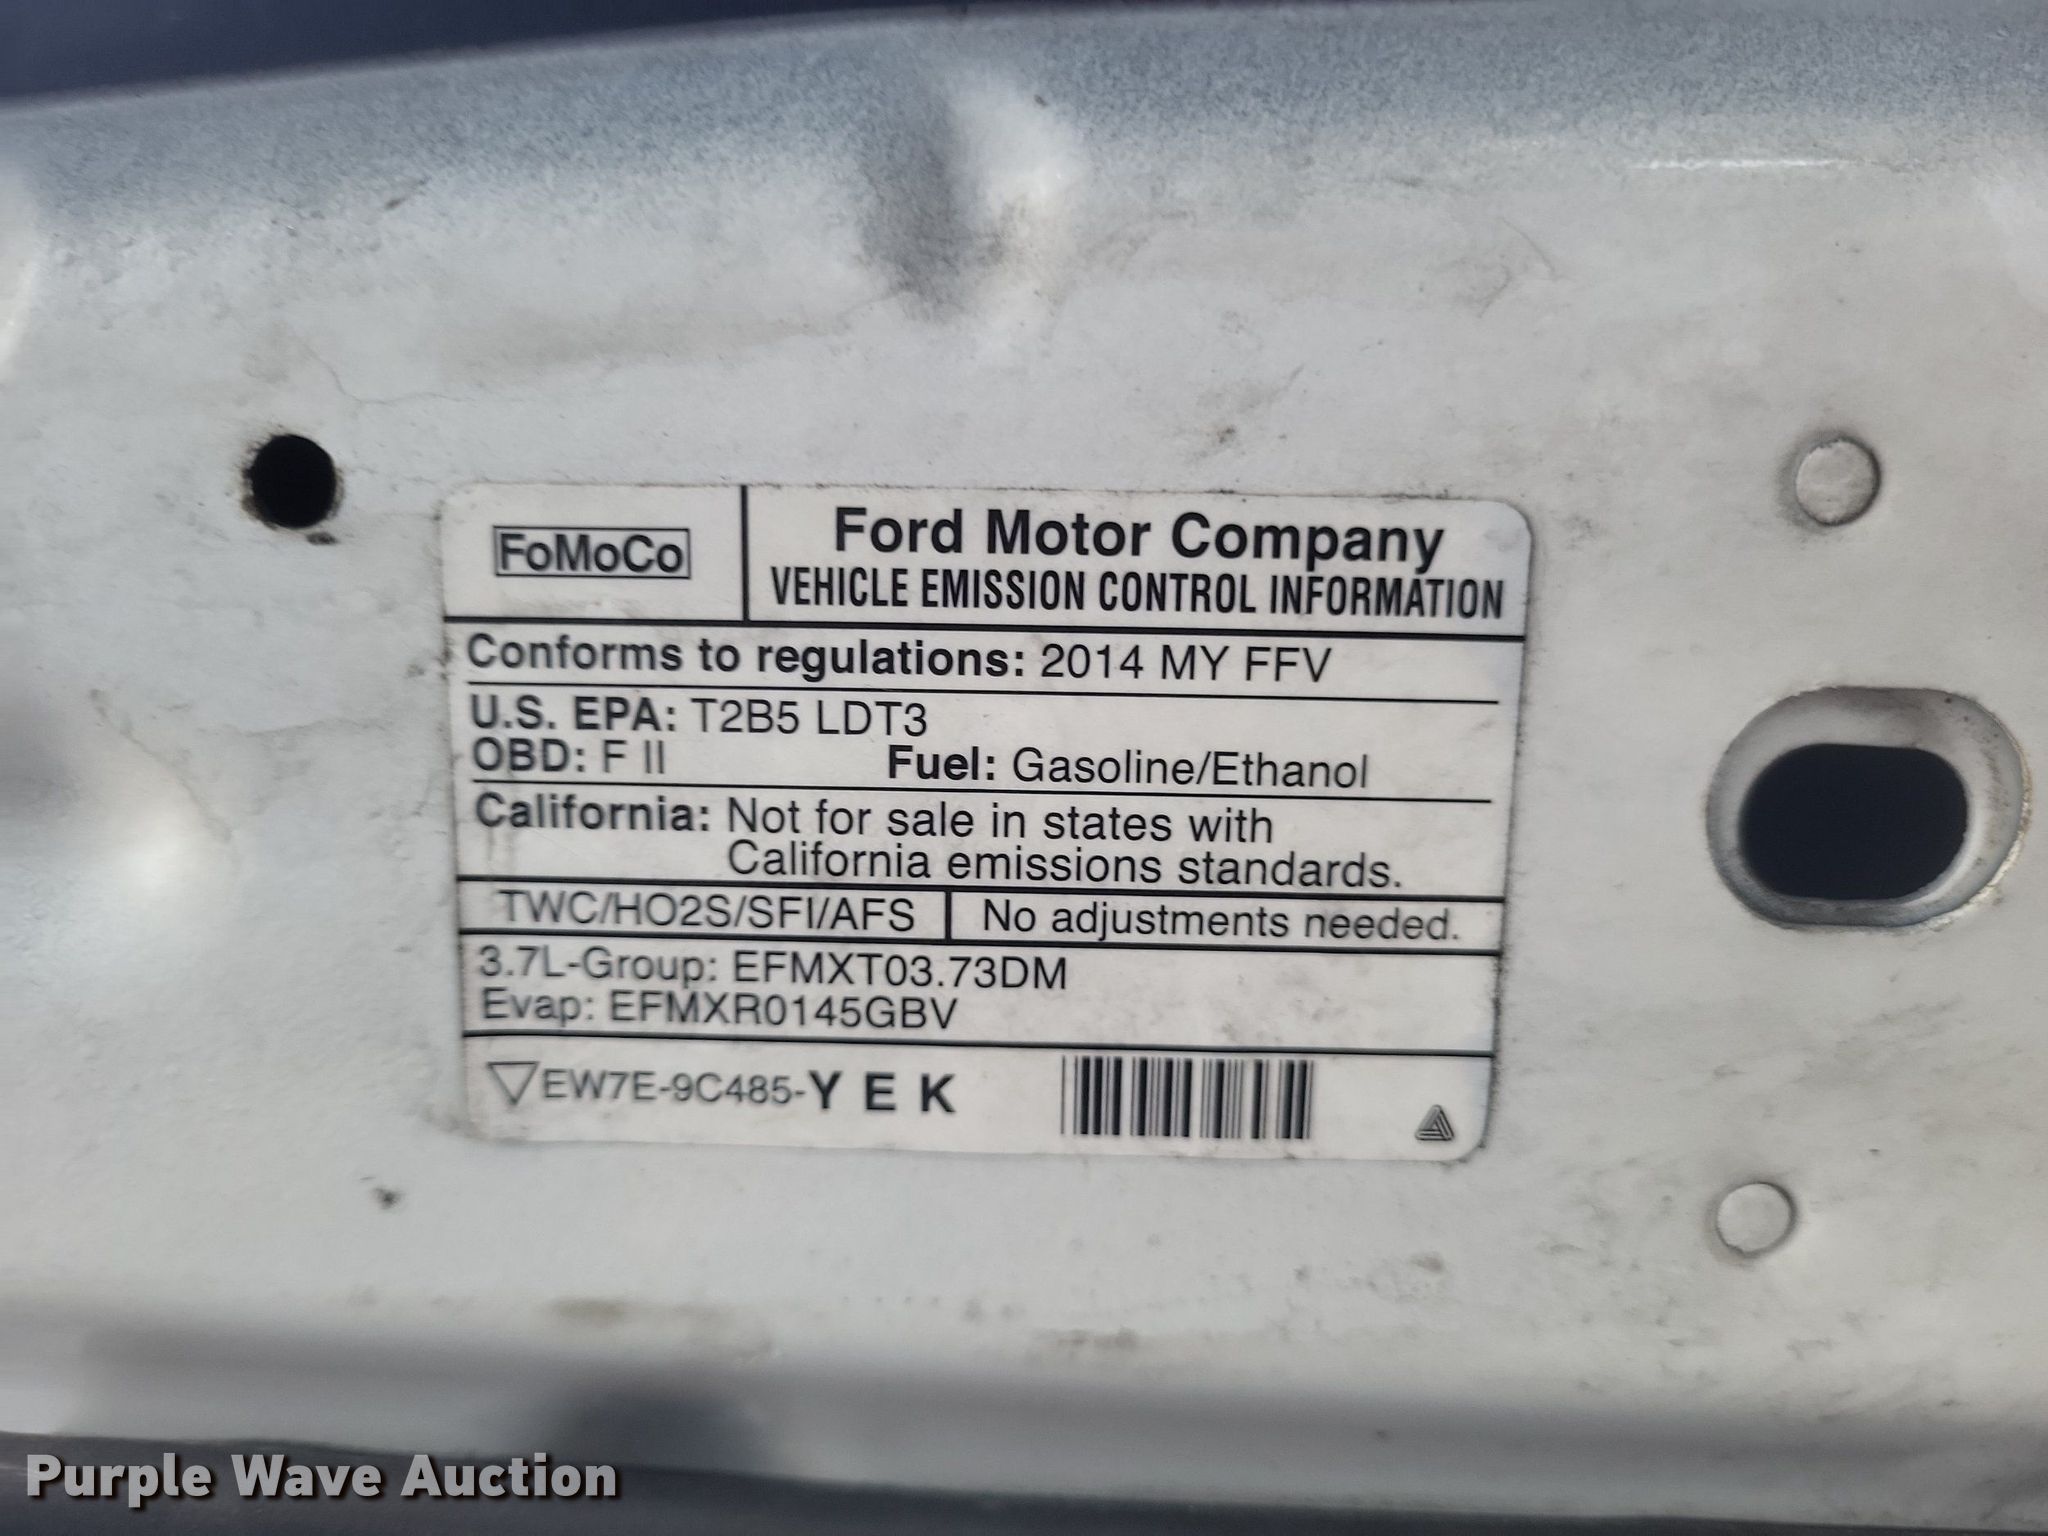 FoMoCo
Ford Motor Company
VEHICLE EMISSION CONTROL INFORMATION
Conforms to regulations: 2014 MY FFV
U.S. EPA: T2B5 LDT3
OBD: F II Fuel: Gasoline/Ethanol
California: Not for sale in states with
California emissions standards.
TWC/HO2S/SFI/AFS No adjustments needed.
3.7L-Group: EFMXT03.73DM
Evap: EFMXR0145GBV
EW7E-9C485-Y E K
Purple Wave Auction